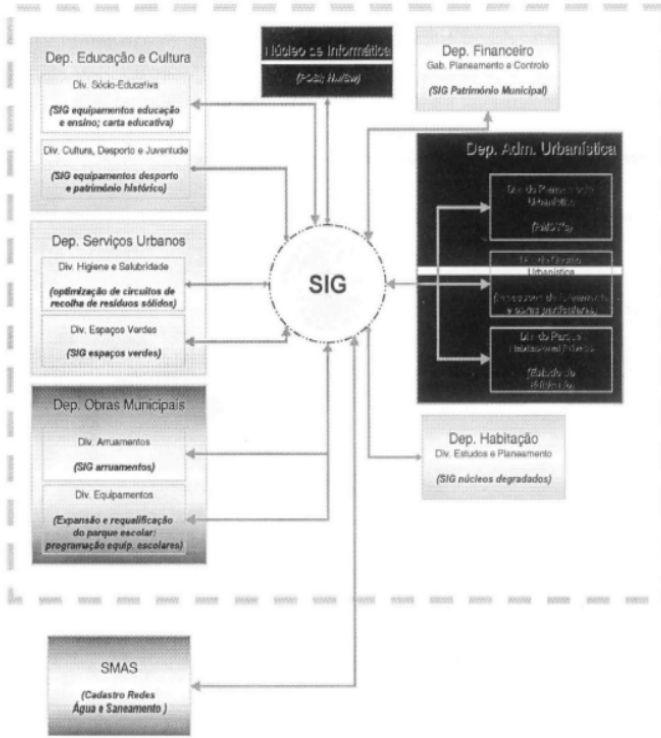 Dep. Educação e Cultura
Div. Sócio-Educativa
(SIG equipamentos educação
e ensino; carta educativa)
Div. Cultura, Desporto e Juventude
(SIG equipamentos desporto
e património histórico)
Dep. Serviços Urbanos
Div. Higiene e Salubridade
(optimização de circuitos de
recolha de resíduos sólidos)
Div. Espaços Verdes
(SIG espaços verdes)
Dep. Obras Municipais
Div. Arruamentos
(SIG arruamentos)
Div. Equipamentos
(Expansão e requalificação
do parque escolar;
programação equip. escolares)
SMAS
(Cadastro Redes
Água e Saneamento )
Núcleo de Informática
SIG
Dep. Financeiro
Gab. Planeamento e Controlo
(SIG Património Municipal)
Dep. Adm. Urbanística
Urbanístico
Urbanística
(Estudo de
Dep. Habitação
Div. Estudos e Planeamento
(SIG núcleos degradados)